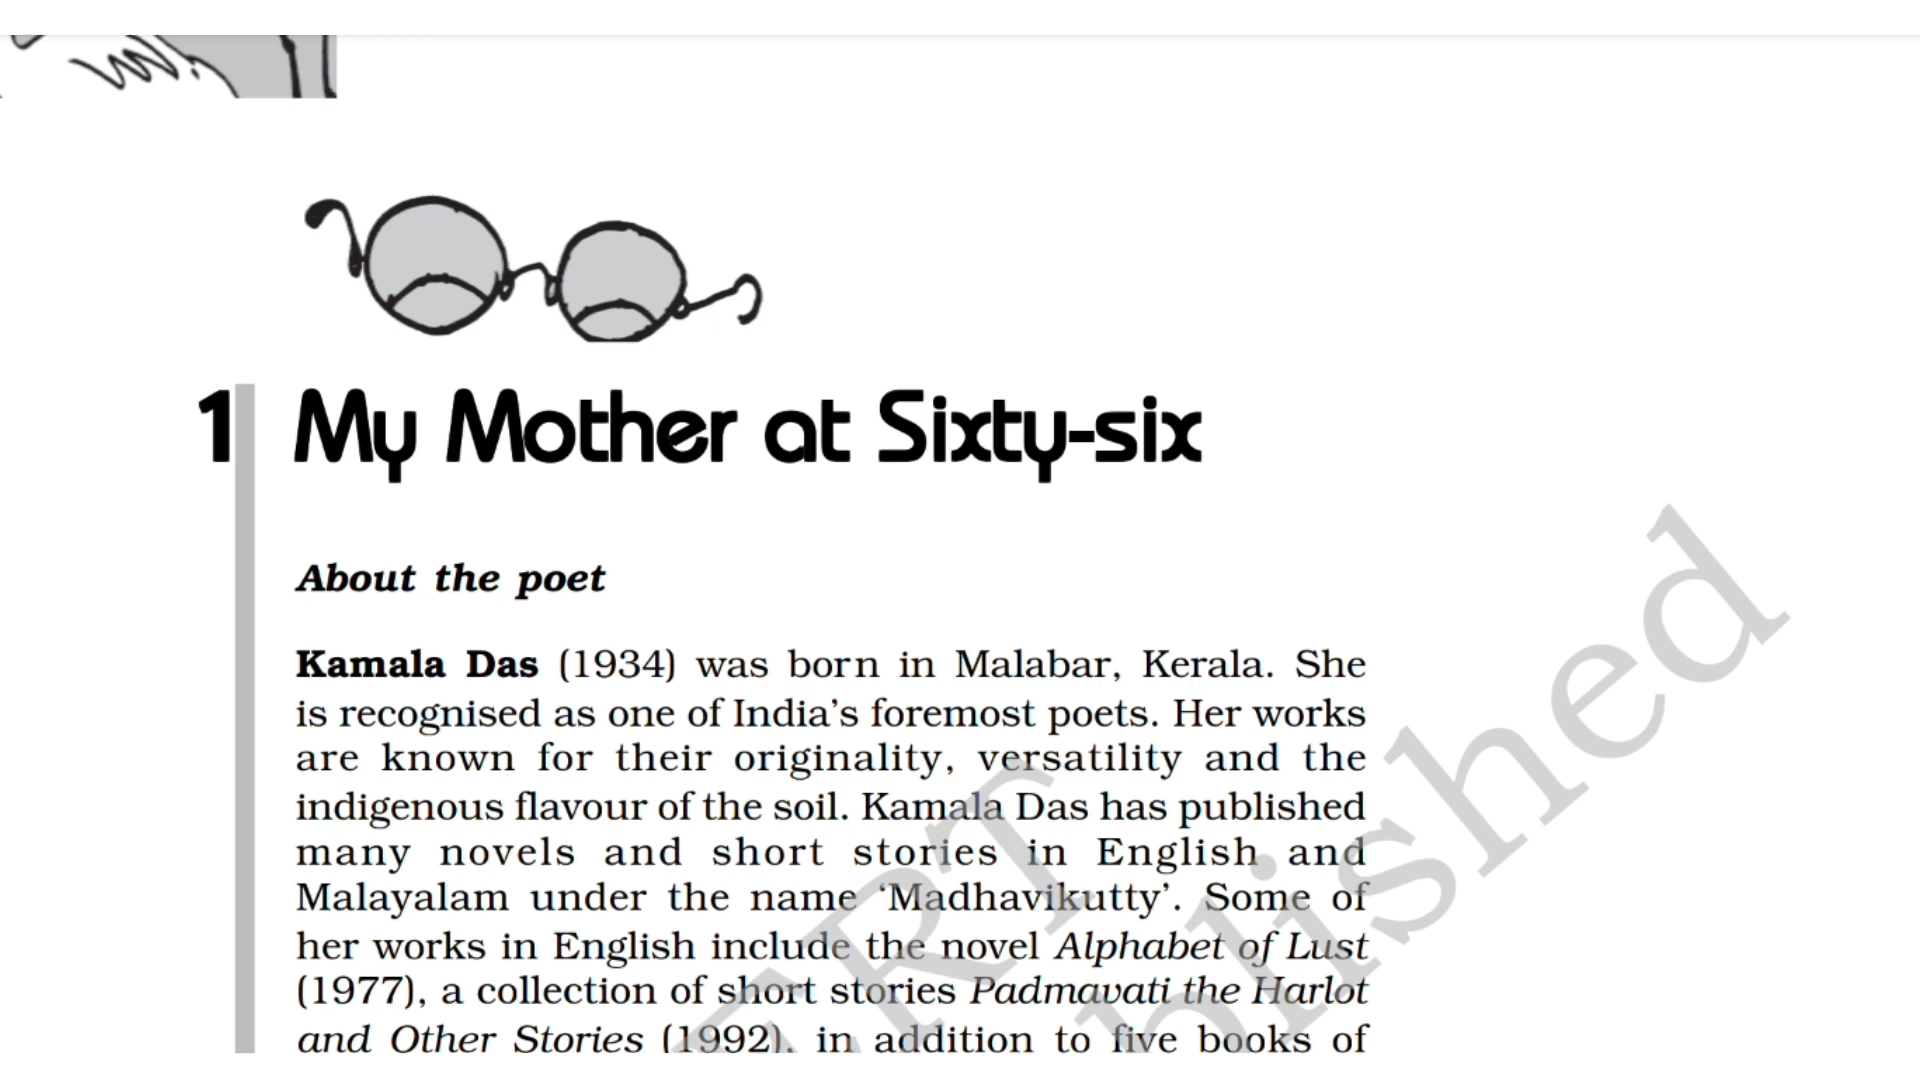 1 My Mother at Sixty-six
About the poet
Kamala Das (1934) was born in Malabar, Kerala. She
is recognised as one of India's foremost poets. Her works
are known for their originality, versatility and the
indigenous flavour of the soil. Kamala Das has published
many novels and short stories in English and
Malayalam under the name ‘Madhavikutty’. Some of
her works in English include the novel Alphabet of Lust
(1977), a collection of short stories Padmavati the Harlot
and Other Stories (1992), in addition to five books of